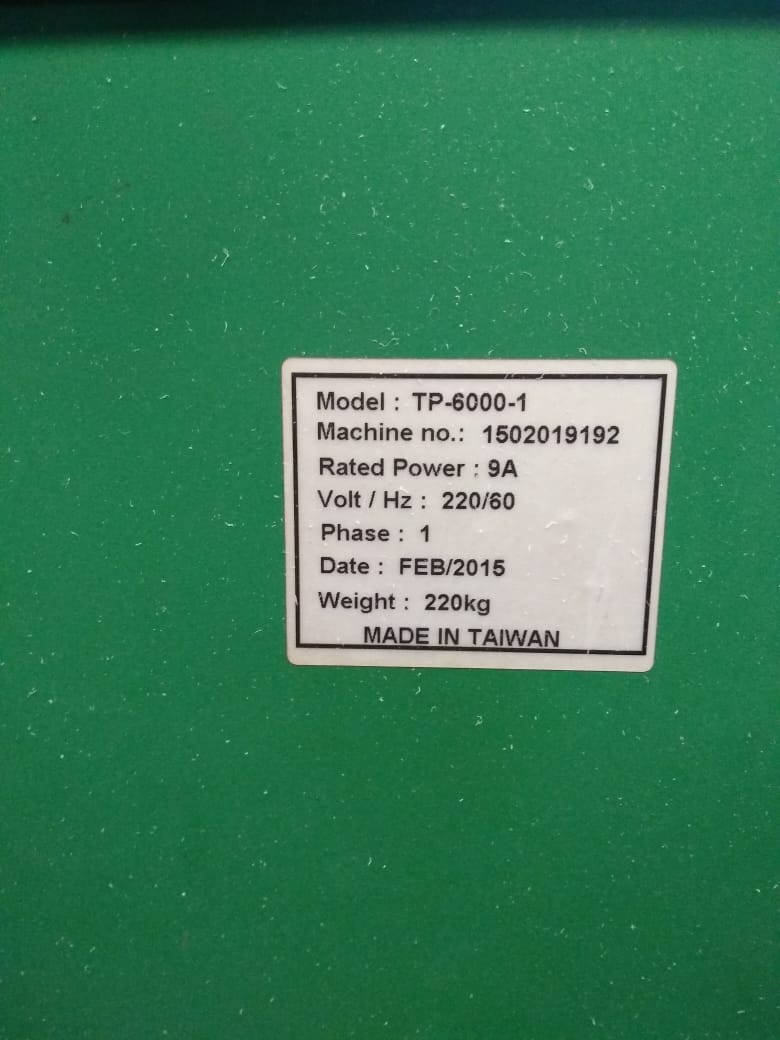 Model : TP-6000-1
Machine no.: 1502019192
Rated Power : 9A
Volt / Hz : 220/60
Phase : 1
Date : FEB/2015
Weight : 220kg
MADE IN TAIWAN